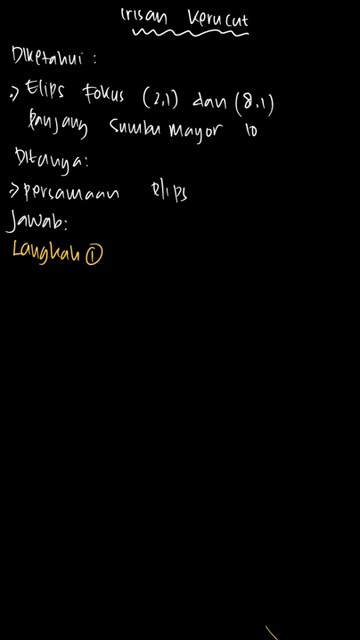 Irisan Kerucut
Diketahui :
:> Elips Fokus (2,1) dan (8,1)
Panjang Sumbu mayor 10
Ditanya:
:> persamaan elips
Jawab:
Langkah ①